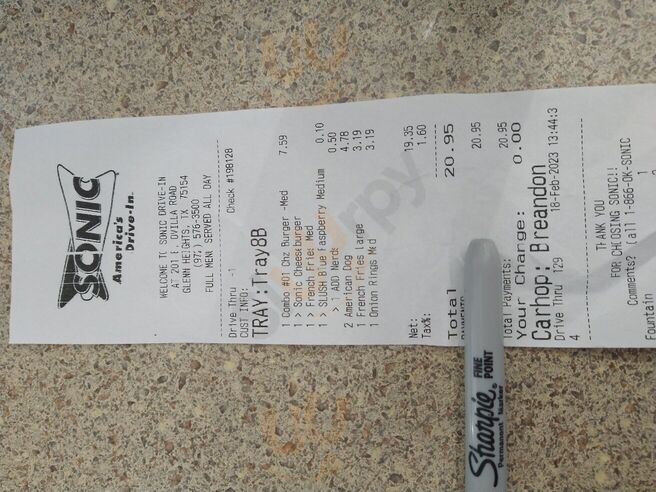 SONIC
America's
Drive-In
WELCOME TO SONIC DRIVE-IN
AT 201 E. OVILLA ROAD
GLENN HEIGHTS, TX 75154
(972) 576-3500
FULL MENU SERVED ALL DAY
Drive Thru -1 Check #198128
CUST INFO:
TRAY:Tray8B
1 Combo #01 Chz Burger -Med 7.59
1 > Sonic Cheeseburger
1 > French Fries Med
1 > SLUSH Blue Raspberry Medium 0.10
> ADD Nerds 0.50
2 American Dog 4.78
1 French Fries Large 3.19
1 Onion Rings Med 3.19
Net: 19.35
Tax%: 1.60
Total 20.95
20.95
Total Payments: 20.95
Your Change: 0.00
Carhop: Breandon
Drive Thru 129 18-Feb-2023 13:44:3
4
THANK YOU
FOR CHOOSING SONIC!!
Comments? Call 1-866-OK-SONIC
Fountain 1
Sharpie
FINE
POINT
Permanent Marker